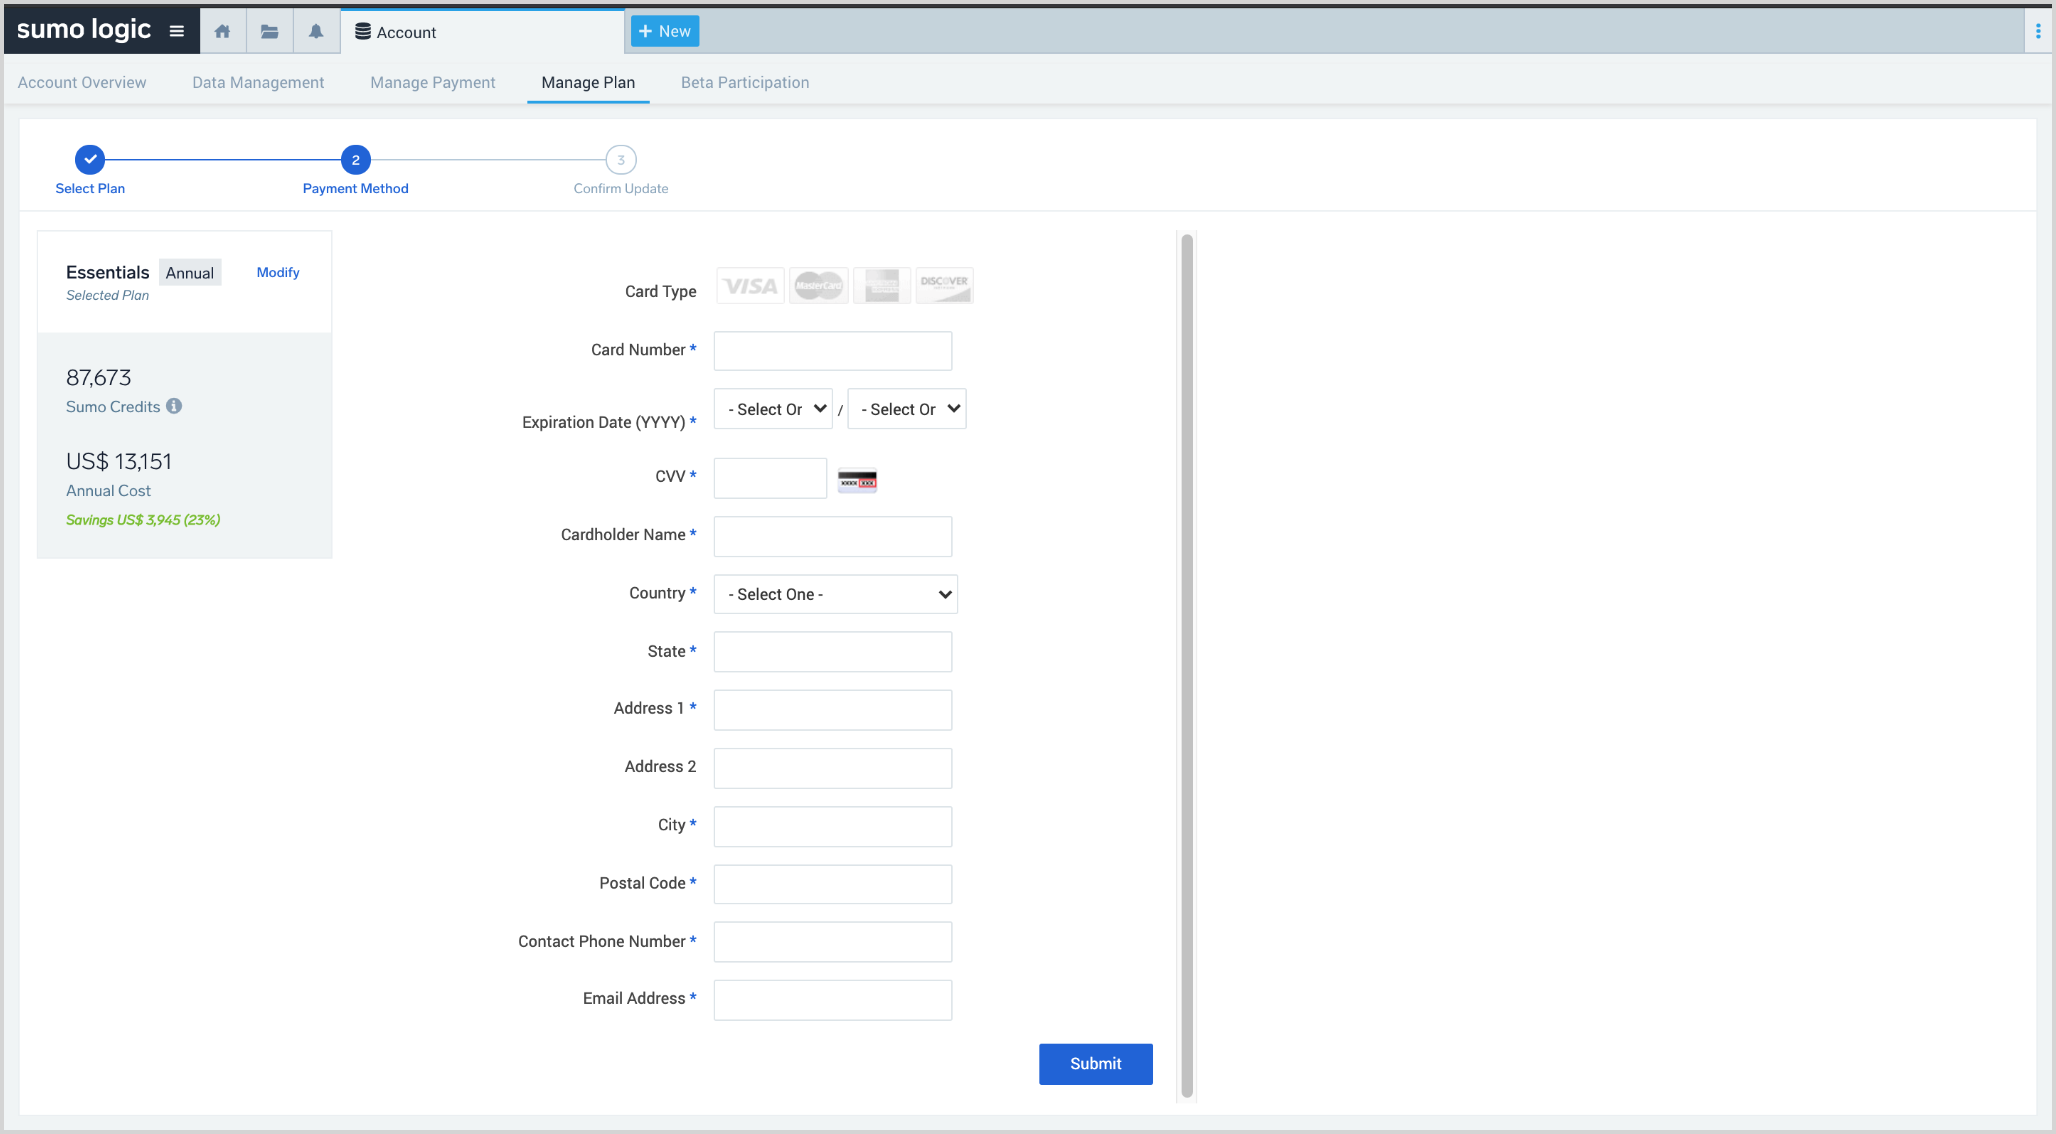 sumo logic
Account
+ New
Account Overview
Data Management
Manage Payment
Manage Plan
Beta Participation
2
3
Select Plan
Payment Method
Confirm Update
Essentials Annual Modify
Selected Plan
87,673
Sumo Credits
US$ 13,151
Annual Cost
Savings US$ 3,945 (23%)
Card Type VISA MasterCard DISCOVER
Card Number *
Expiration Date (YYYY) * - Select Or / - Select Or
CVV *
Cardholder Name *
Country * - Select One -
State *
Address 1 *
Address 2
City *
Postal Code *
Contact Phone Number *
Email Address *
Submit